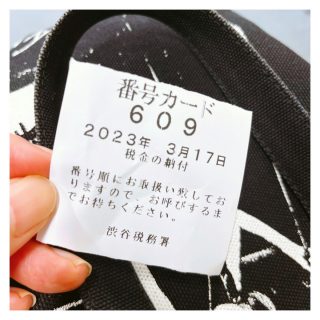 番号カード
609
2023年 3月17日
税金の納付
番号順にお取扱い致してお
りますので、お呼びするま
でお待ちください。
渋谷税務署